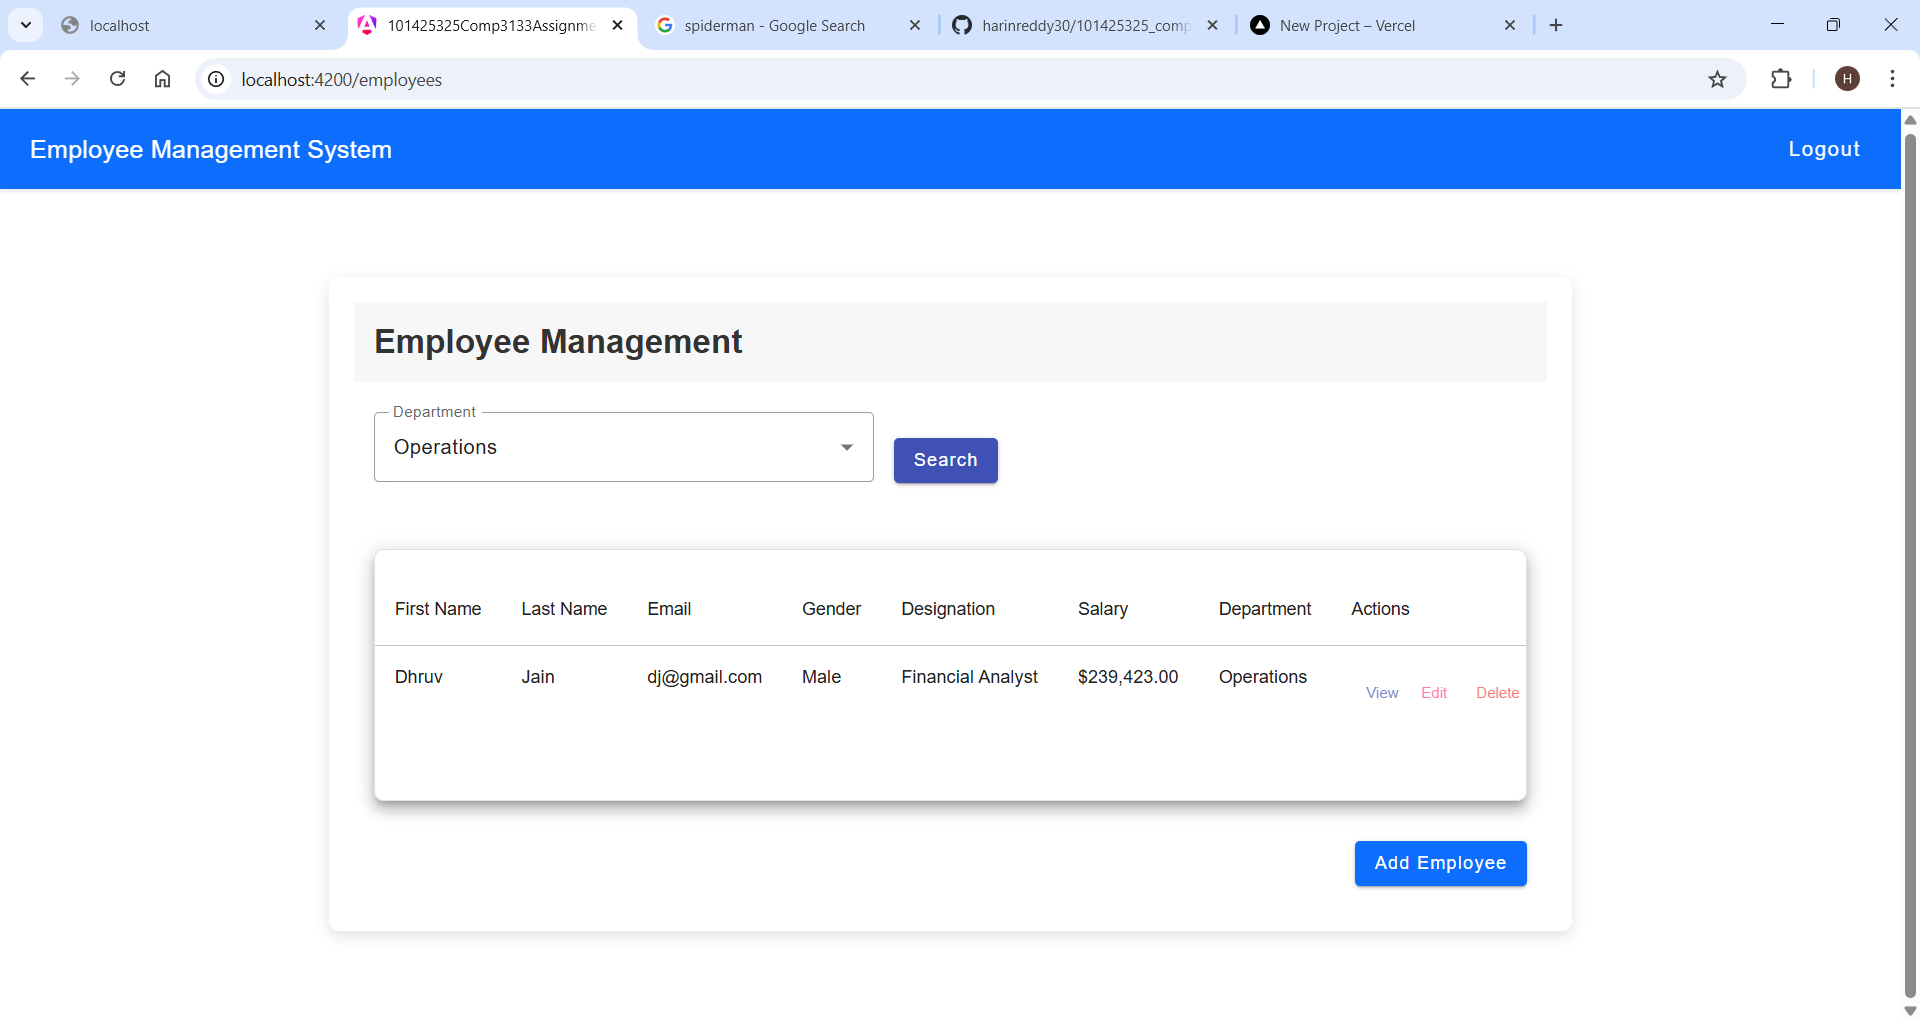 localhost
101425325Comp3133Assignme
spiderman - Google Search
harinreddy30/101425325_comp
New Project – Vercel
localhost:4200/employees
H
Employee Management System
Logout
Employee Management
Department
Operations
Search
First Name Last Name Email Gender Designation Salary Department Actions
Dhruv Jain dj@gmail.com Male Financial Analyst $239,423.00 Operations View Edit Delete
Add Employee